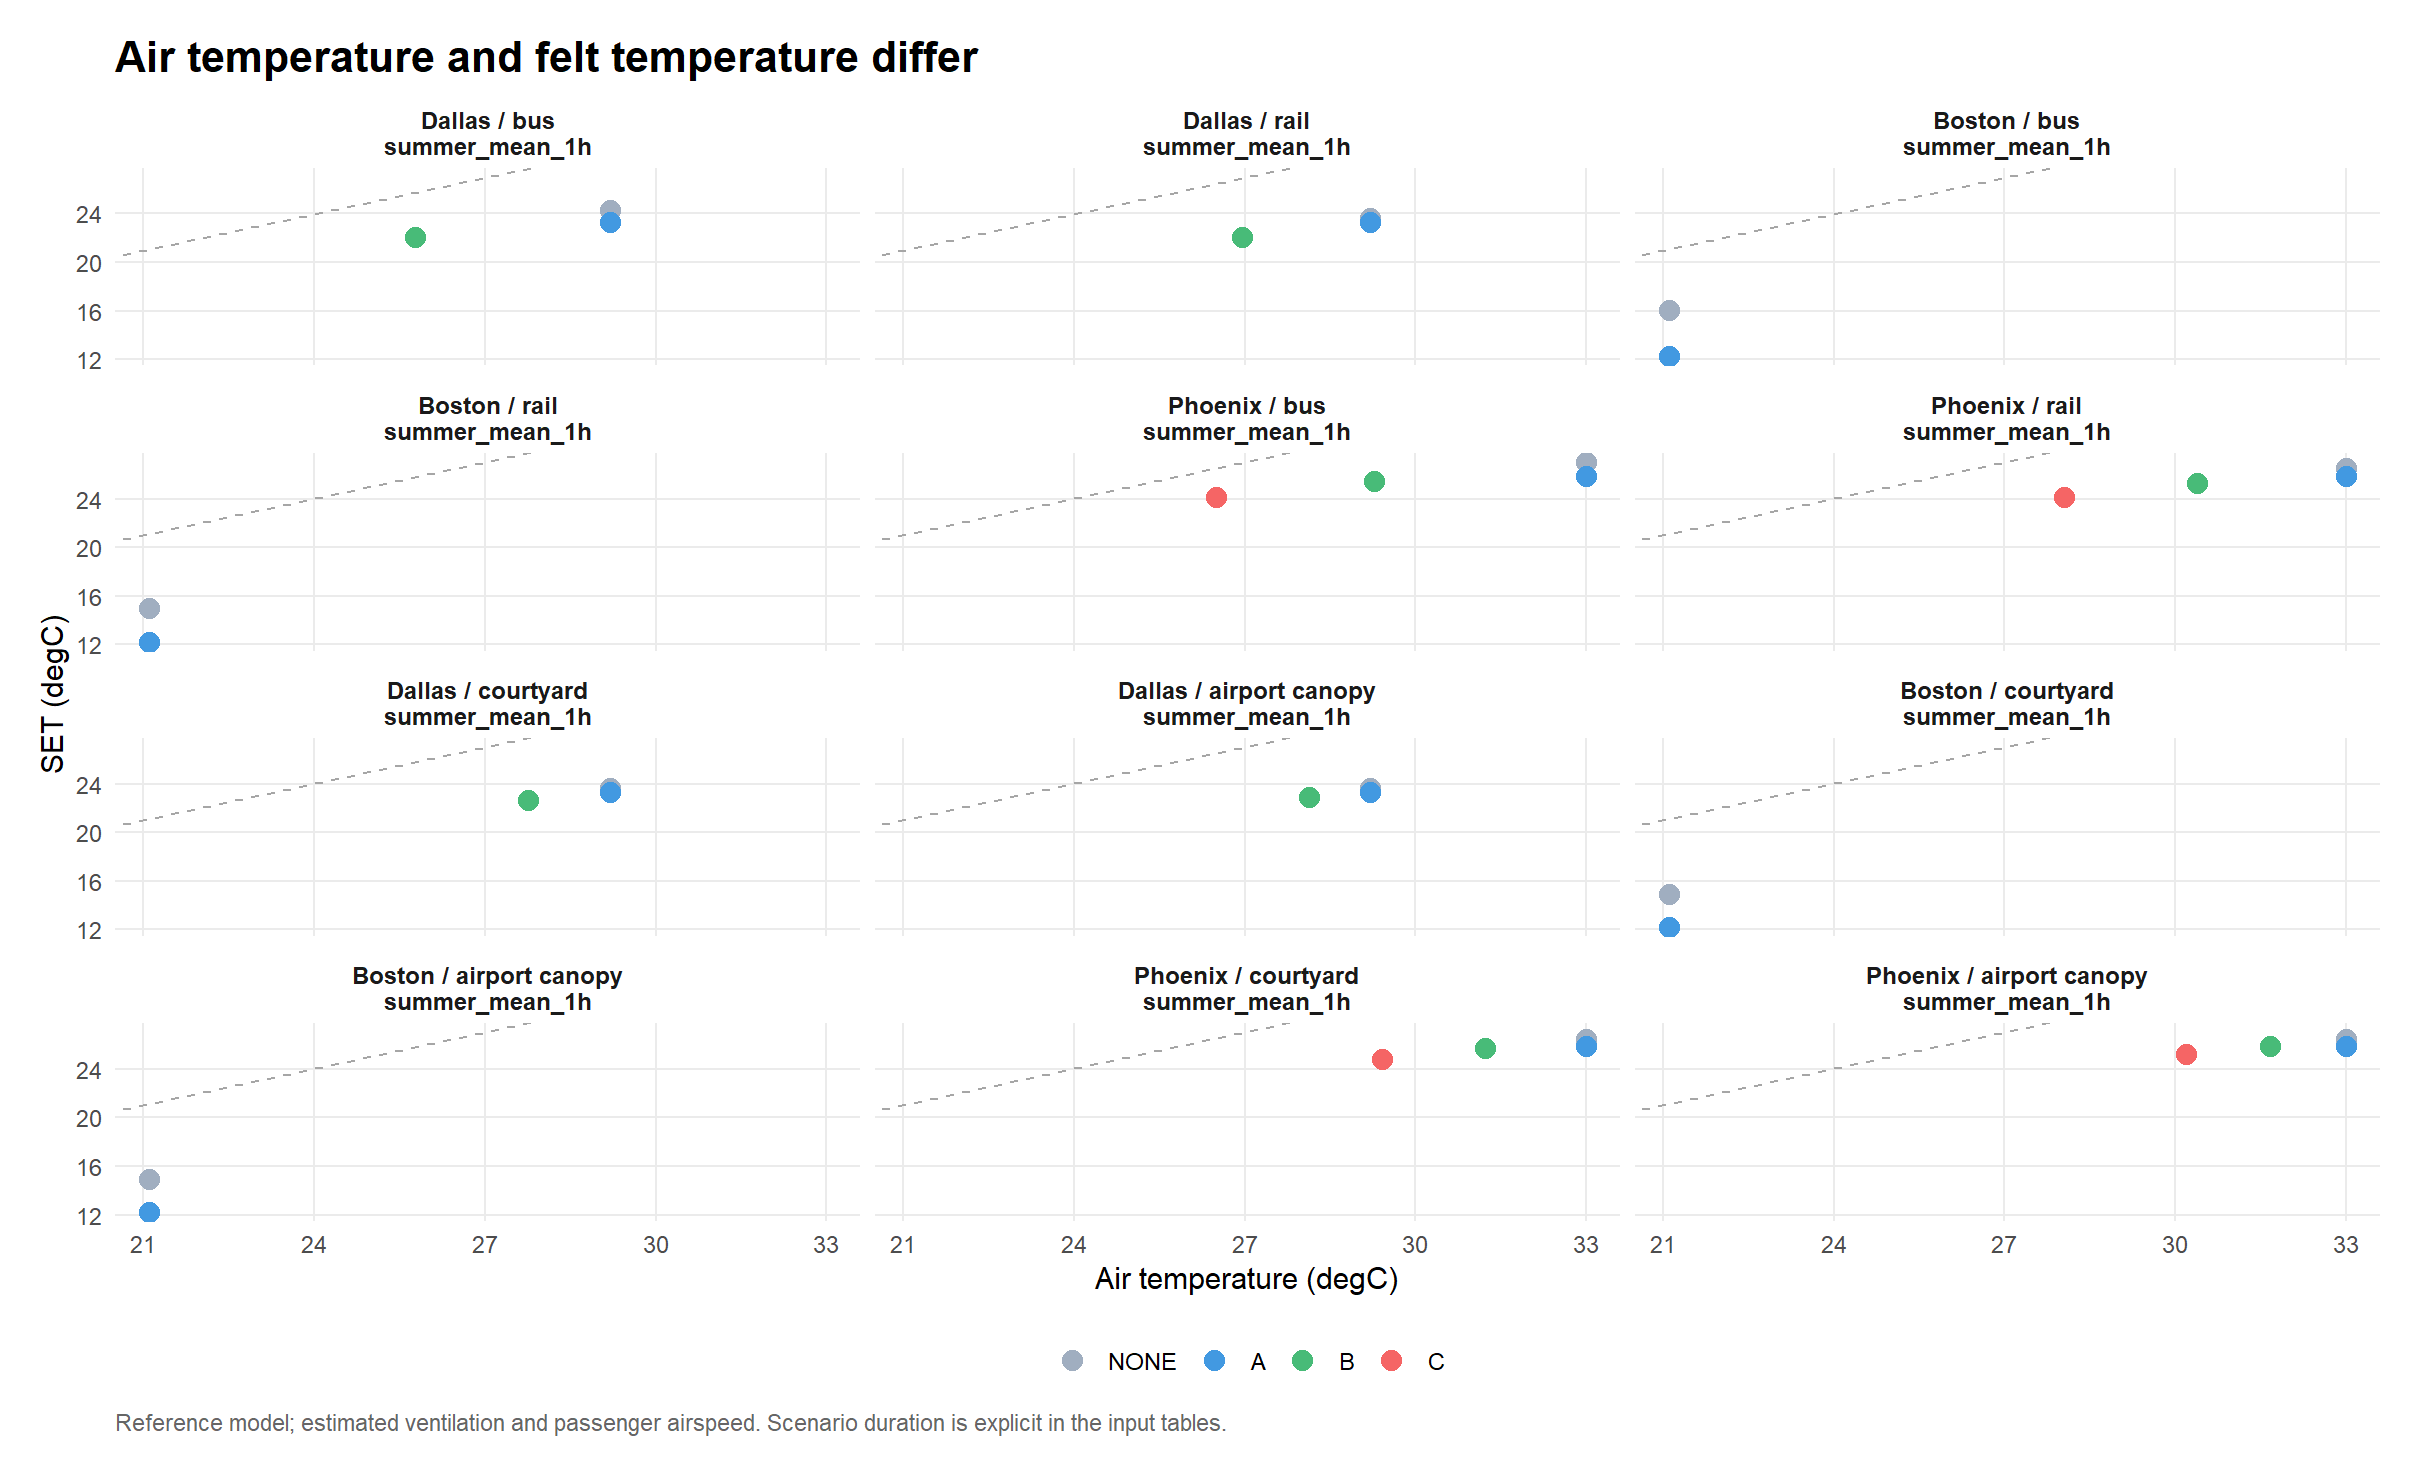 Air temperature and felt temperature differ
Dallas / bus
summer_mean_1h
Dallas / rail
summer_mean_1h
Boston / bus
summer_mean_1h
24
20
16
12
Boston / rail
summer_mean_1h
Phoenix / bus
summer_mean_1h
Phoenix / rail
summer_mean_1h
24
20
16
12
SET (degC)
Dallas / courtyard
summer_mean_1h
Dallas / airport canopy
summer_mean_1h
Boston / courtyard
summer_mean_1h
24
20
16
12
Boston / airport canopy
summer_mean_1h
Phoenix / courtyard
summer_mean_1h
Phoenix / airport canopy
summer_mean_1h
24
20
16
12
21 24 27 30 33 21 24 27 30 33 21 24 27 30 33
Air temperature (degC)
NONE A B C
Reference model; estimated ventilation and passenger airspeed. Scenario duration is explicit in the input tables.